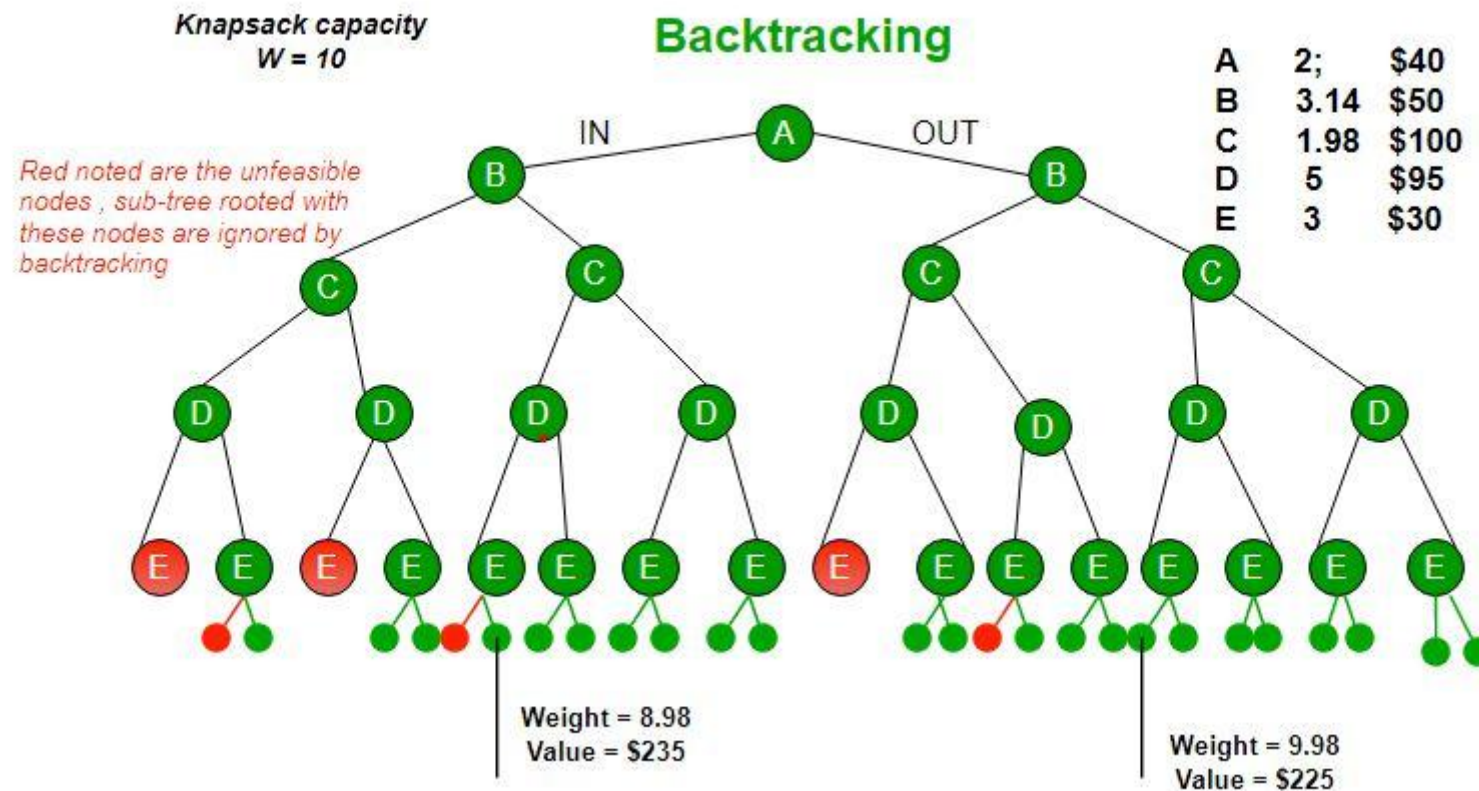 Knapsack capacity
W = 10
Backtracking
A 2; $40
B 3.14 $50
C 1.98 $100
D 5 $95
E 3 $30
Red noted are the unfeasible
nodes , sub-tree rooted with
these nodes are ignored by
backtracking
A
IN OUT
B B
C C C C
D D D D D D D D
E E E E E E E E E E E E E E E E
Weight = 8.98
Value = $235
Weight = 9.98
Value = $225